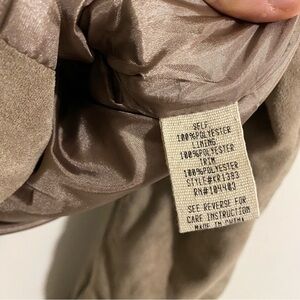 SELF
100%POLYESTER
LINING
100%POLYESTER
TRIM
100%POLYESTER
STYLE#KR1383
RN#104403
SEE REVERSE FOR
CARE INSTRUCTION
MADE IN CHINA